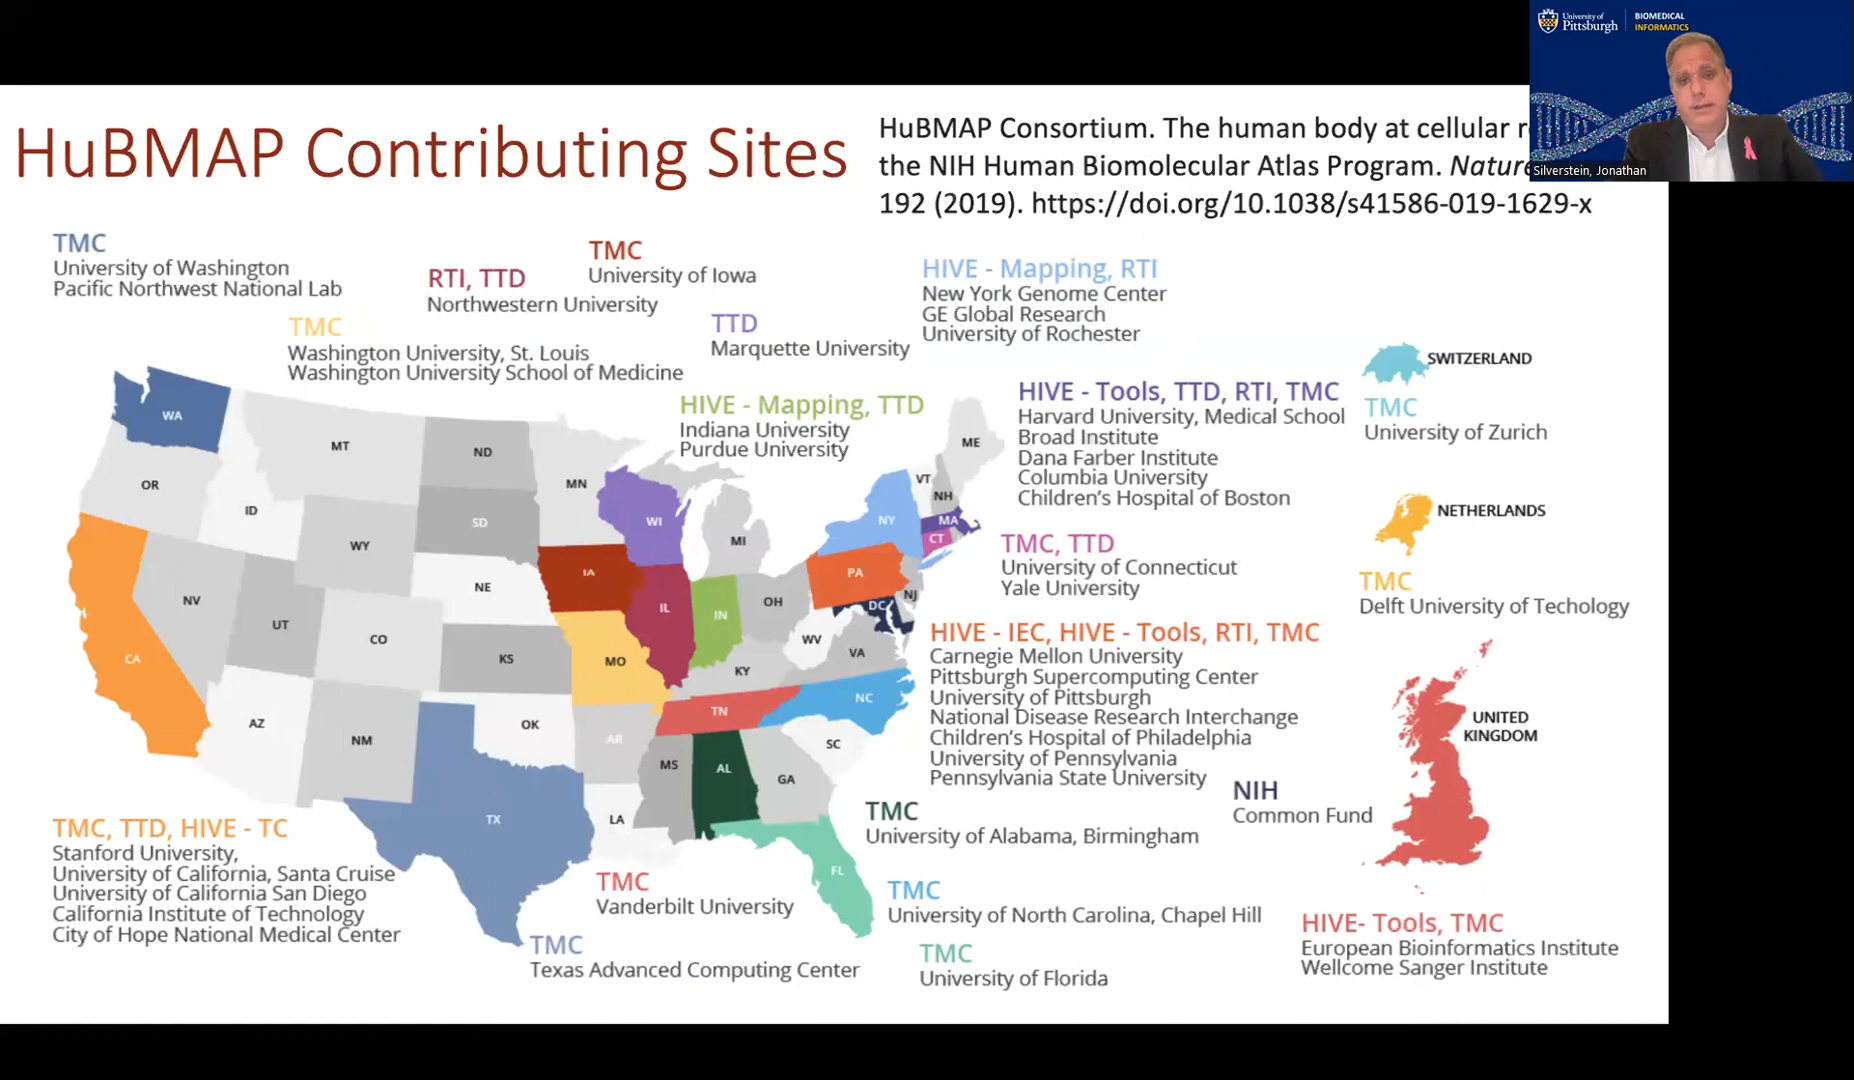 University of
Pittsburgh
BIOMEDICAL
INFORMATICS
Silverstein, Jonathan
HuBMAP Contributing Sites
HuBMAP Consortium. The human body at cellular
the NIH Human Biomolecular Atlas Program. Nature
192 (2019). https://doi.org/10.1038/s41586-019-1629-x
TMC
University of Washington
Pacific Northwest National Lab
RTI, TTD
Northwestern University
TMC
University of Iowa
TMC
Washington University, St. Louis
Washington University School of Medicine
TTD
Marquette University
HIVE - Mapping, RTI
New York Genome Center
GE Global Research
University of Rochester
HIVE - Mapping, TTD
Indiana University
Purdue University
HIVE - Tools, TTD, RTI, TMC
Harvard University, Medical School
Broad Institute
Dana Farber Institute
Columbia University
Children's Hospital of Boston
SWITZERLAND
TMC
University of Zurich
NETHERLANDS
TMC
Delft University of Techology
TMC, TTD
University of Connecticut
Yale University
HIVE - IEC, HIVE - Tools, RTI, TMC
Carnegie Mellon University
Pittsburgh Supercomputing Center
University of Pittsburgh
National Disease Research Interchange
Children's Hospital of Philadelphia
University of Pennsylvania
Pennsylvania State University
NIH
Common Fund
UNITED
KINGDOM
HIVE- Tools, TMC
European Bioinformatics Institute
Wellcome Sanger Institute
TMC
University of Alabama, Birmingham
TMC
University of North Carolina, Chapel Hill
TMC
University of Florida
TMC
Vanderbilt University
TMC
Texas Advanced Computing Center
TMC, TTD, HIVE - TC
Stanford University,
University of California, Santa Cruise
University of California San Diego
California Institute of Technology
City of Hope National Medical Center
WA
MT
ND
MN
OR
ID
SD
WI
WY
MI
NY
VT
NH
ME
MA
CT
IA
NE
PA
NJ
NV
UT
CO
IL
IN
OH
DC
WV
VA
CA
KS
MO
KY
NC
TN
AZ
NM
OK
AR
SC
MS
AL
GA
TX
LA
FL